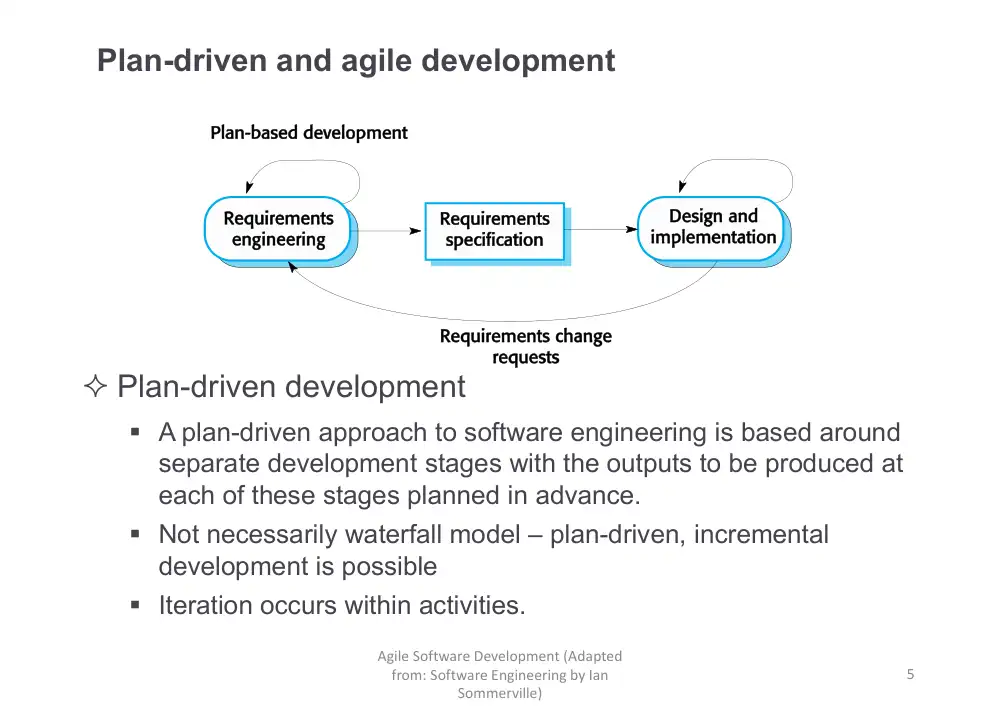 Plan-driven and agile development
Plan-based development
Requirements
engineering
Requirements
specification
Design and
implementation
Requirements change
requests
✧ Plan-driven development
▪ A plan-driven approach to software engineering is based around
separate development stages with the outputs to be produced at
each of these stages planned in advance.
▪ Not necessarily waterfall model – plan-driven, incremental
development is possible
▪ Iteration occurs within activities.
Agile Software Development (Adapted
from: Software Engineering by Ian
Sommerville)
5